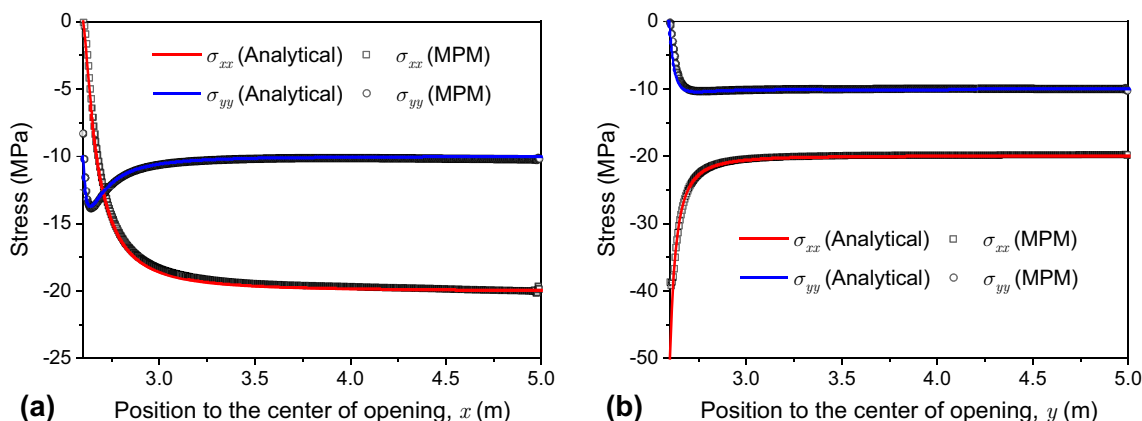 0
-5
-10
-15
-20
-25
Stress (MPa)
σxx (Analytical) σxx (MPM)
σyy (Analytical) σyy (MPM)
3.0 3.5 4.0 4.5 5.0
Position to the center of opening, x (m)
(a)
0
-10
-20
-30
-40
-50
Stress (MPa)
σxx (Analytical) σxx (MPM)
σyy (Analytical) σyy (MPM)
3.0 3.5 4.0 4.5 5.0
Position to the center of opening, y (m)
(b)